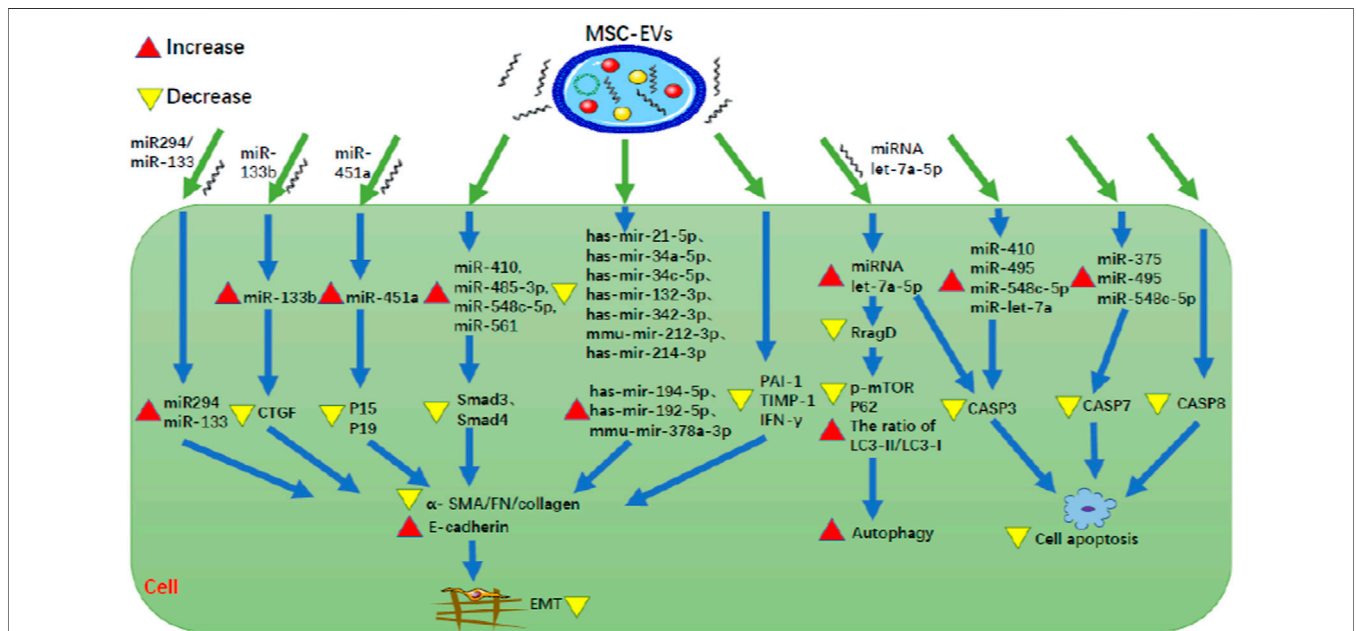 MSC-EVs
Increase
Decrease
miR294/
miR-133
miR-
133b
miR-
451a
miRNA
let-7a-5p
has-mir-21-5p、
has-mir-34a-5p、
has-mir-34c-5p、
has-mir-132-3p、
has-mir-342-3p、
mmu-mir-212-3p、
has-mir-214-3p
miR-133b
miR-451a
miR-410,
miR-485-3p,
miR-548c-5p,
miR-561
miRNA
let-7a-5p
miR-410
miR-495
miR-548c-5p
miR-let-7a
miR-375
miR-495
miR-548c-5p
RragD
miR294
miR-133
CTGF
P15
P19
Smad3、
Smad4
has-mir-194-5p、
has-mir-192-5p、
mmu-mir-378a-3p
PAI-1
TIMP-1
IFN-γ
p-mTOR
P62
The ratio of
LC3-II/LC3-I
CASP3
CASP7
CASP8
α- SMA/FN/collagen
E-cadherin
Autophagy
Cell apoptosis
Cell
EMT